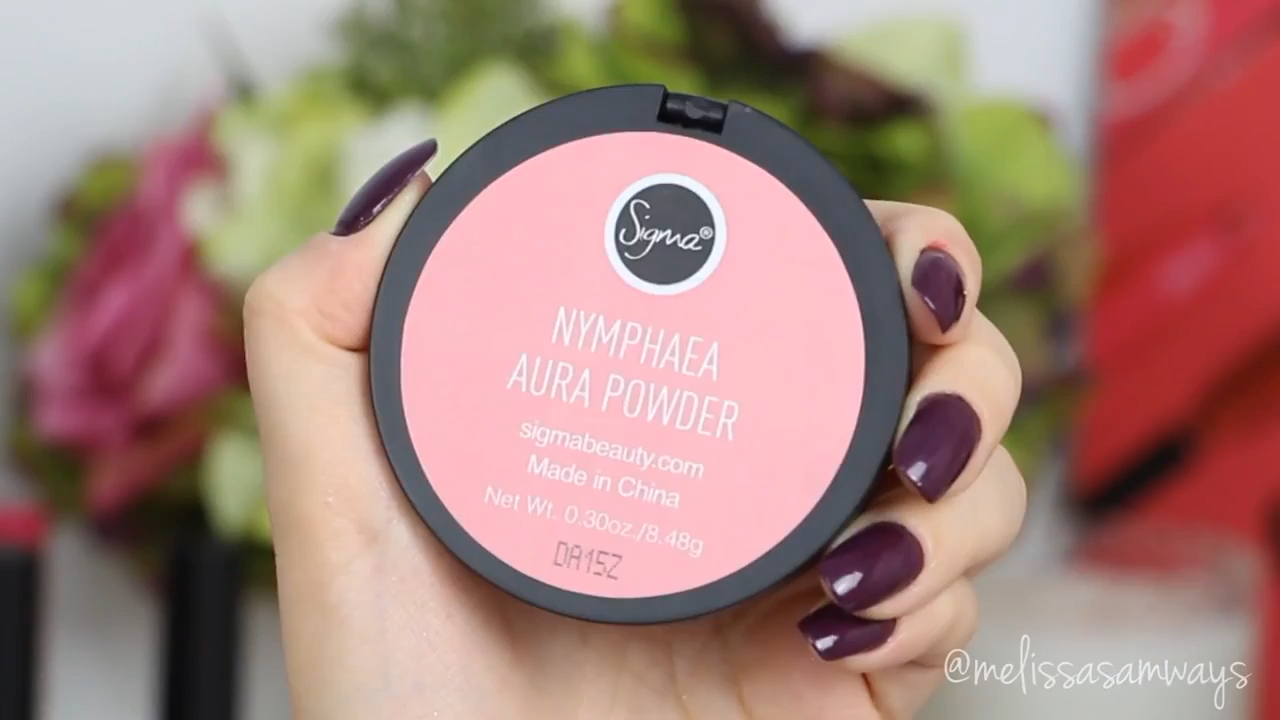 Sigma®
NYMPHAEA
AURA POWDER
sigmabeauty.com
Made in China
Net Wt. 0.30oz./8.48g
DA15Z
@melissasamways